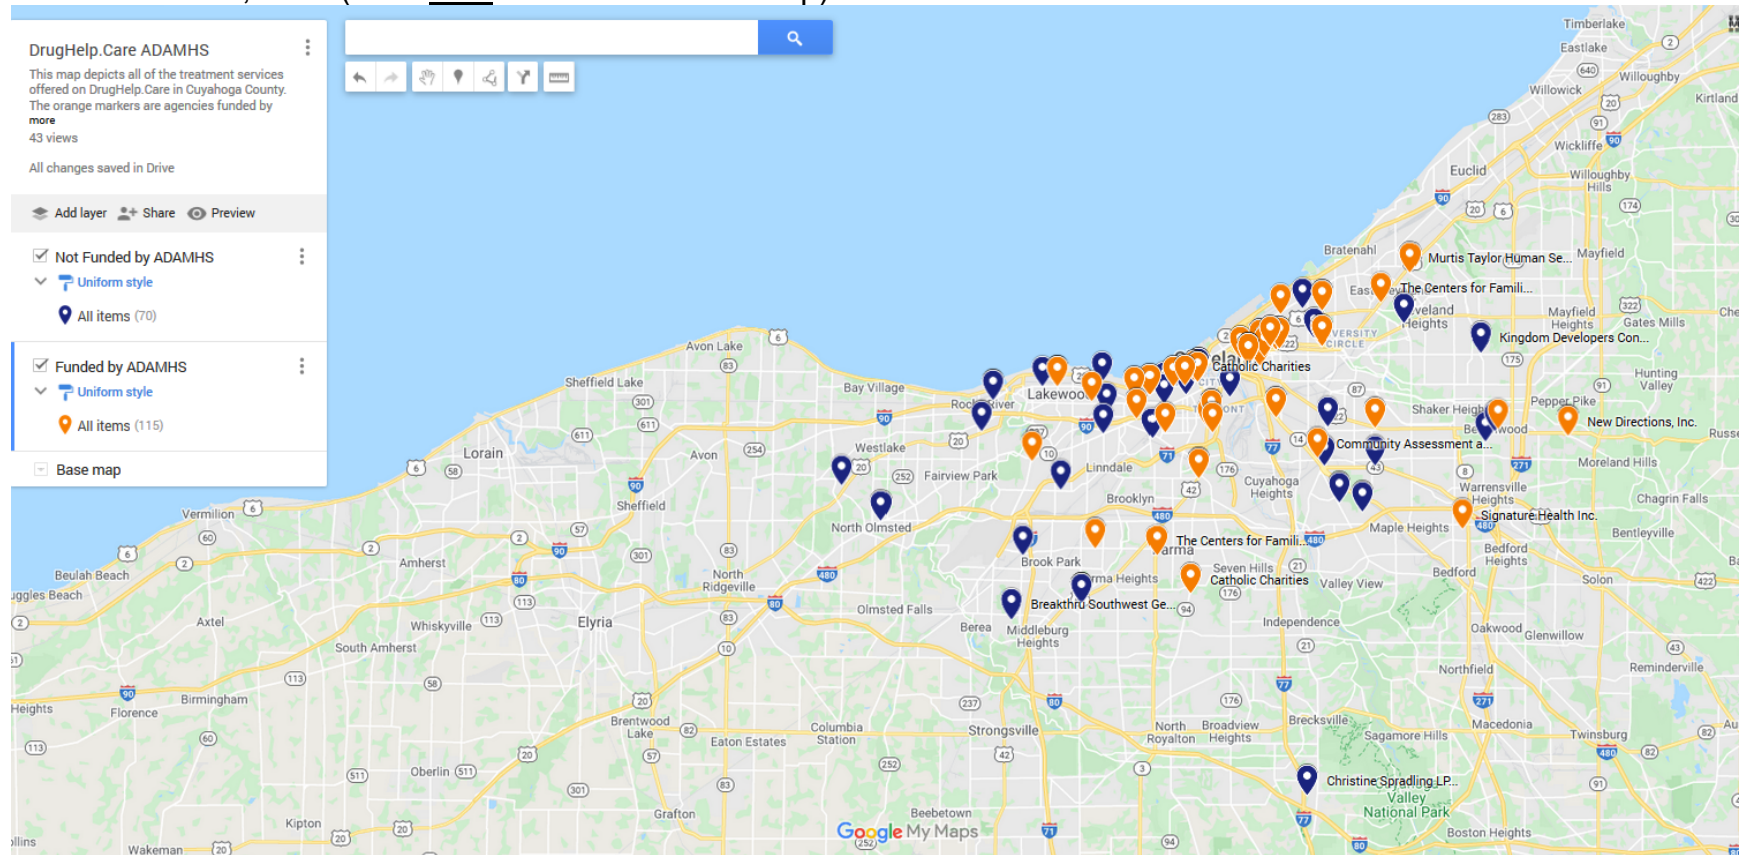 DrugHelp.Care ADAMHS
This map depicts all of the treatment services
offered on DrugHelp.Care in Cuyahoga County.
The orange markers are agencies funded by
more
43 views
All changes saved in Drive
Add layer Share Preview
Not Funded by ADAMHS
Uniform style
All items (70)
Funded by ADAMHS
Uniform style
All items (115)
Base map
Timberlake
Eastlake
Willoughby
Willowick
Kirtland
Wickliffe
Euclid
Willoughby
Hills
Bratenahl
Murtis Taylor Human Se...
Mayfield
The Centers for Famili...
Heights
Mayfield
Heights
Gates Mills
Kingdom Developers Con...
Avon Lake
Sheffield Lake
Bay Village
Catholic Charities
Hunting
Valley
Shaker
Pepper Pike
New Directions, Inc.
Community Assessment a...
Lorain
Avon
Westlake
Fairview Park
Linndale
Brooklyn
Cuyahoga
Heights
Moreland Hills
Warrensville
Heights
Chagrin Falls
Vermilion
Sheffield
North Olmsted
Maple Heights
Signature Health Inc.
Bentleyville
The Centers for Famili...
Amherst
Beulah Beach
North
Ridgeville
Brook Park
Seven Hills
Catholic Charities
Valley View
Bedford
Bedford
Heights
Solon
Axtel
Whiskyville
Elyria
Olmsted Falls
Breakthru Southwest Ge...
Berea
Middleburg
Heights
Independence
Oakwood
Glenwillow
South Amherst
Northfield
Reminderville
Birmingham
Florence
Heights
Brentwood
Lake
Eaton Estates
Columbia
Station
Strongsville
North
Royalton
Broadview
Heights
Brecksville
Sagamore Hills
Macedonia
Twinsburg
Oberlin
Christine Spradling LP...
Valley
National Park
Grafton
Beebetown
Kipton
Wakeman
Boston Heights
Google My Maps